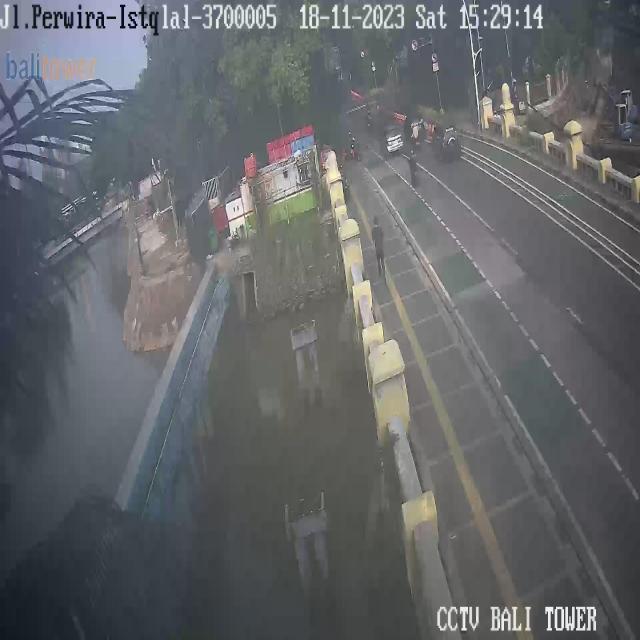 Jl.Perwira-Istqlal-3700005 18-11-2023 Sat 15:29:14
balitower
CCTV BALI TOWER